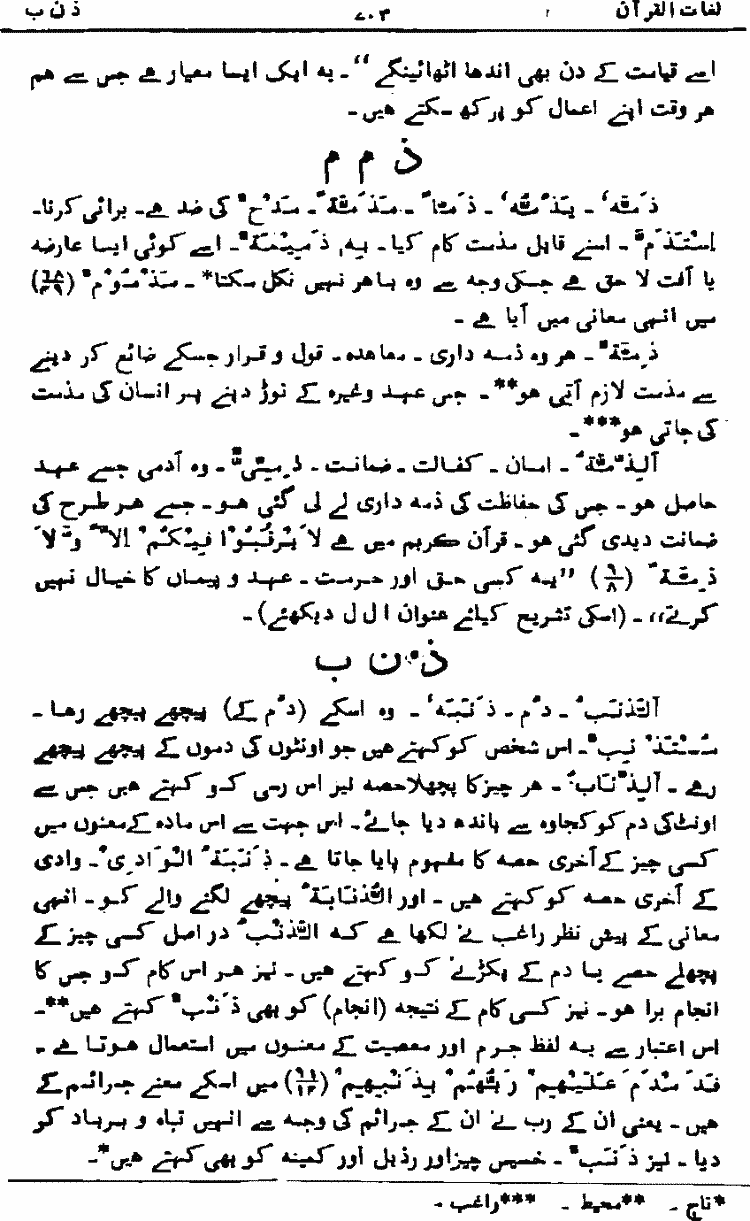 لغات القرآن ۷۰۳ ذ ن ب
اسے قیامت کے دن بھی اندھا اٹھائینگے“۔ یہ ایک ایسا معیار ہے جس سے ہم
ہر وقت اپنے اعمال کو پرکھ سکتے ہیں۔
ذ م م
ذَمَّہٗ۔ یَذُمُّہٗ۔ ذَمًّا۔ مَذَمَّۃً۔ مَدْحٌ کی ضد ہے۔ برائی کرنا۔
اِسْتَذَمَّ۔ اسنے قابل مذمت کام کیا۔ بِہٖ ذَمِیْمَۃٌ۔ اسے کوئی ایسا عارضہ
یا آفت لا حق ہے جسکی وجہ سے وہ باہر نہیں نکل سکتا*۔ مَذْمُوْمٌ (۶۸/۴۹)
میں انہی معانی میں آیا ہے۔
ذِمَّۃٌ۔ ہر وہ ذمہ داری۔ معاہدہ۔ قول و قرار جسکے ضائع کر دینے
سے مذمت لازم آتی ہو**۔ جس عہد وغیرہ کے توڑ دینے پر انسان کی مذمت
کی جاتی ہو***۔
اَلذِّمَّۃُ۔ امان۔ کفالت۔ ضمانت۔ ذِمِّیٌّ۔ وہ آدمی جسے عہد
حاصل ہو۔ جس کی حفاظت کی ذمہ داری لے لی گئی ہو۔ جسے ہر طرح کی
ضمانت دیدی گئی ہو۔ قرآن کریم میں ہے لَا یَرْقُبُوْا فِیْکُمْ اِلًّا وَّلَا
ذِمَّۃً (۹/۸) ”یہ کسی حق اور حرمت۔ عہد و پیماں کا خیال نہیں
کرتے“۔ (اسکی تشریح کیلئے عنوان ا ل ل دیکھئے)۔
ذ ن ب
اَلذَّنَبُ۔ دُم۔ ذَنَبَہٗ۔ وہ اسکے (دُم کے) پیچھے پیچھے رہا۔
مُسْتَذْنِبٌ۔ اس شخص کو کہتے ہیں جو اونٹوں کی دموں کے پیچھے پیچھے
رہے۔ اَلذِّنَابُ۔ ہر چیز کا پچھلا حصہ نیز اس رسی کو کہتے ہیں جس سے
اونٹ کی دم کو کجاوہ سے باندھ دیا جائے۔ اس جہت سے اس مادہ کے معنوں میں
کسی چیز کے آخری حصہ کا مفہوم پایا جاتا ہے۔ ذَنَبَۃُ الْوَادِیْ۔ وادی
کے آخری حصہ کو کہتے ہیں۔ اور الذُّنَابَۃُ پیچھے لگنے والے کو۔ انہی
معانی کے پیش نظر راغب نے لکھا ہے کہ الذَّنْبُ در اصل کسی چیز کے
پچھلے حصے یا دم کے پکڑنے کو کہتے ہیں۔ نیز ہر اس کام کو جس کا
انجام برا ہو۔ نیز کسی کام کے نتیجہ (انجام) کو بھی ذَنْبٌ کہتے ہیں**۔
اس اعتبار سے یہ لفظ جرم اور معصیت کے معنوں میں استعمال ہوتا ہے۔
فَدَمْدَمَ عَلَیْہِمْ رَبُّہُمْ بِذَنْبِہِمْ (۹۱/۱۴) میں اسکے معنے جرائم کے
ہیں۔ یعنی ان کے رب نے ان کے جرائم کی وجہ سے انہیں تباہ و برباد کر
دیا۔ نیز ذَنَبٌ۔ خسیس چیز اور رذیل اور کمینہ کو بھی کہتے ہیں*۔
*تاج۔ **محیط۔ ***راغب۔